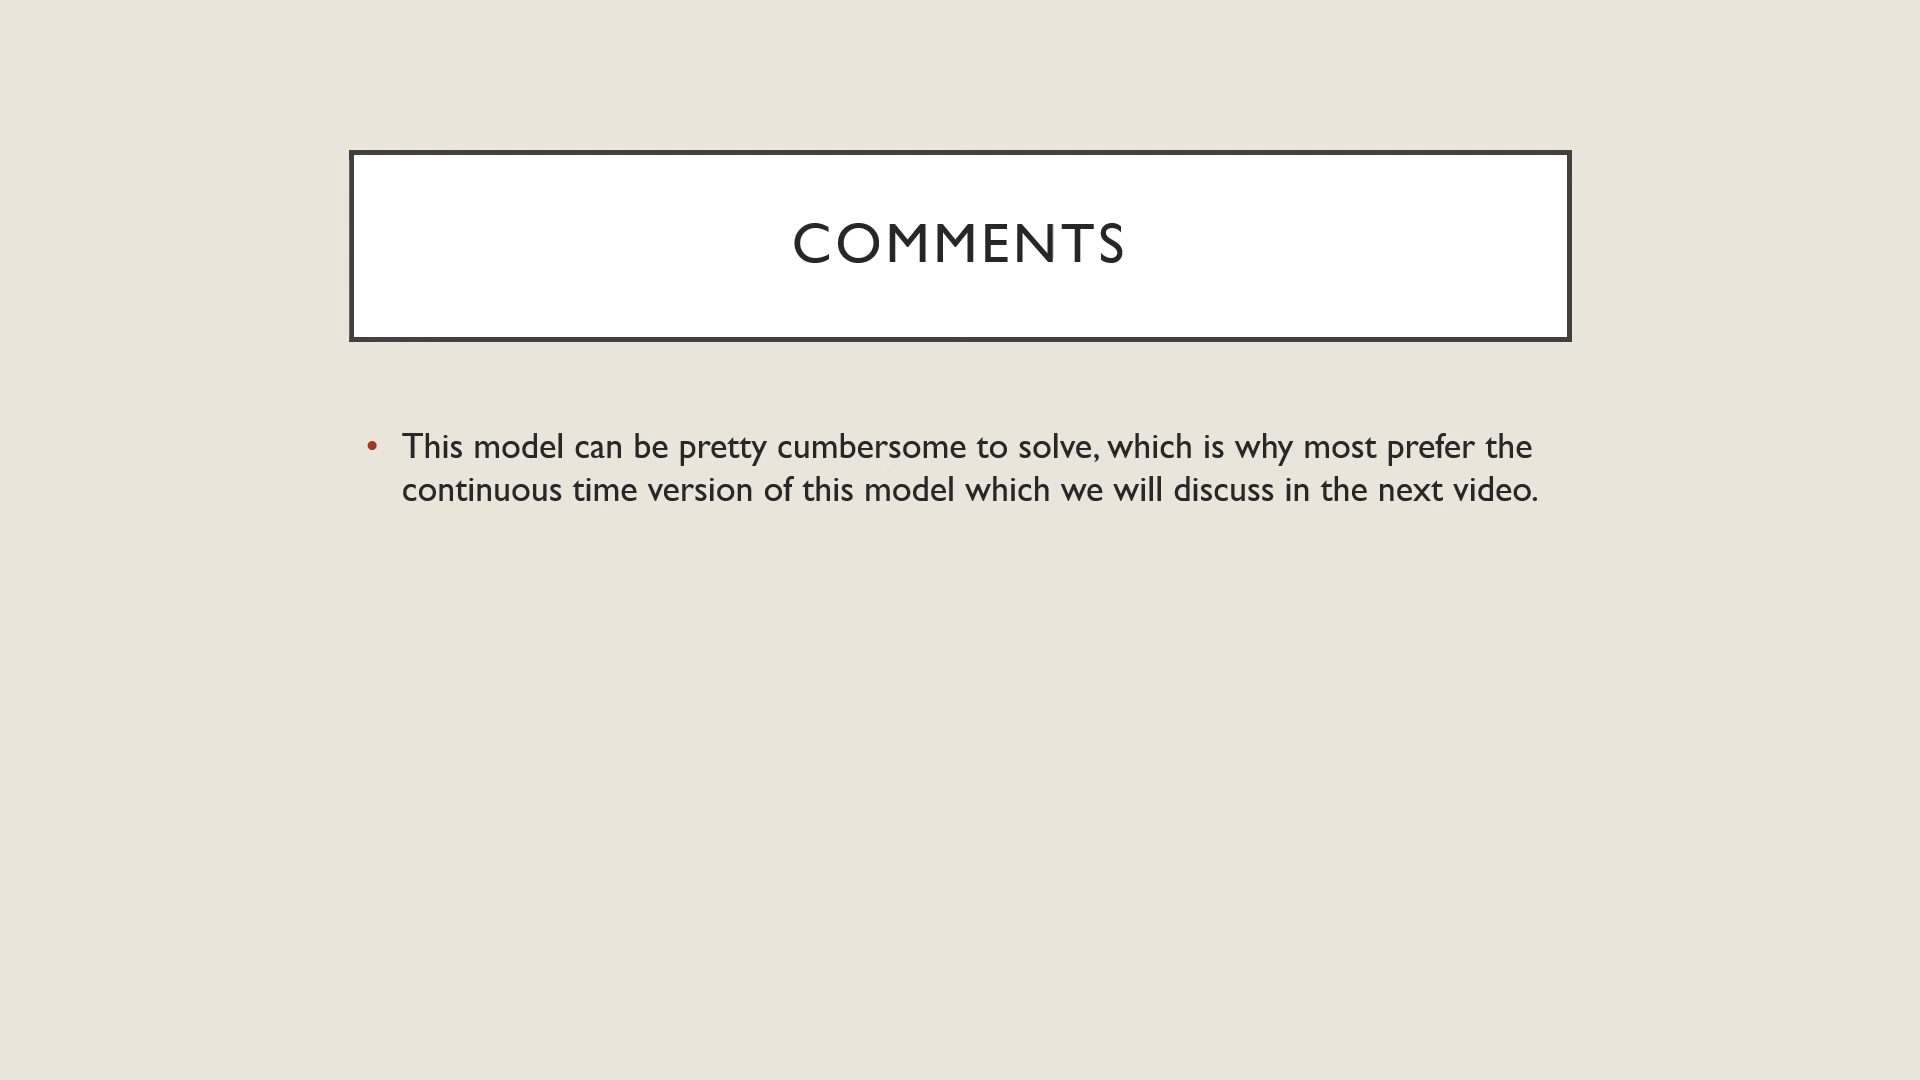 COMMENTS
• This model can be pretty cumbersome to solve, which is why most prefer the
continuous time version of this model which we will discuss in the next video.